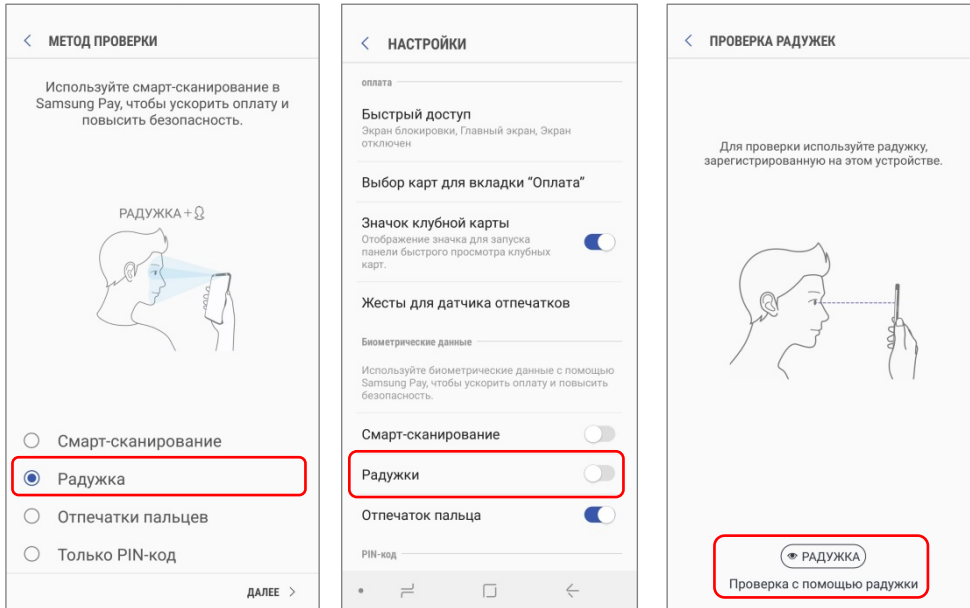 МЕТОД ПРОВЕРКИ
Используйте смарт-сканирование в
Samsung Pay, чтобы ускорить оплату и
повысить безопасность.
РАДУЖКА+
Смарт-сканирование
Радужка
Отпечатки пальцев
Только PIN-код
ДАЛЕЕ
НАСТРОЙКИ
оплата
Быстрый доступ
Экран блокировки, Главный экран, Экран
отключен
Выбор карт для вкладки “Оплата”
Значок клубной карты
Отображение значка для запуска
панели быстрого просмотра клубных
карт.
Жесты для датчика отпечатков
Биометрические данные
Используйте биометрические данные с помощью
Samsung Pay, чтобы ускорить оплату и повысить
безопасность.
Смарт-сканирование
Радужки
Отпечаток пальца
PIN-код
ПРОВЕРКА РАДУЖЕК
Для проверки используйте радужку,
зарегистрированную на этом устройстве.
РАДУЖКА
Проверка с помощью радужки